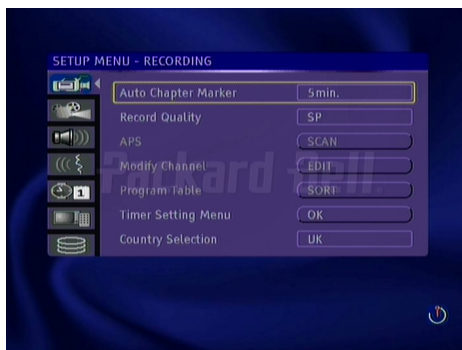 SETUP MENU - RECORDING
Auto Chapter Marker 5min.
Record Quality SP
APS SCAN
Modify Channel EDIT
Packard Bell.
Program Table SORT
Timer Setting Menu OK
Country Selection UK
1